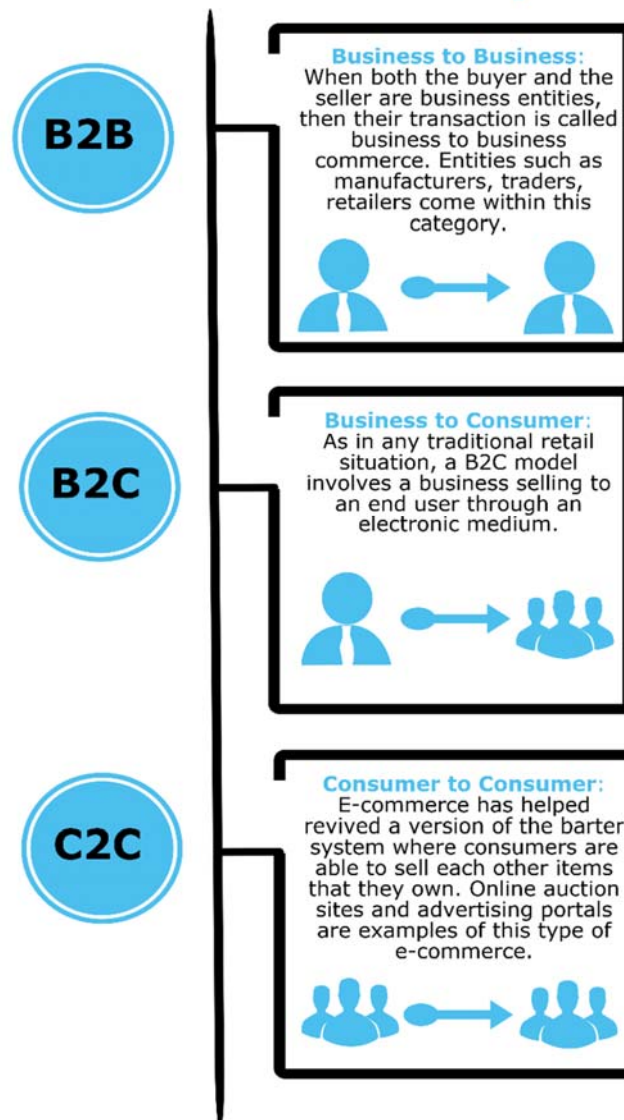 B2B
Business to Business:
When both the buyer and the
seller are business entities,
then their transaction is called
business to business
commerce. Entities such as
manufacturers, traders,
retailers come within this
category.
B2C
Business to Consumer:
As in any traditional retail
situation, a B2C model
involves a business selling to
an end user through an
electronic medium.
C2C
Consumer to Consumer:
E-commerce has helped
revived a version of the barter
system where consumers are
able to sell each other items
that they own. Online auction
sites and advertising portals
are examples of this type of
e-commerce.